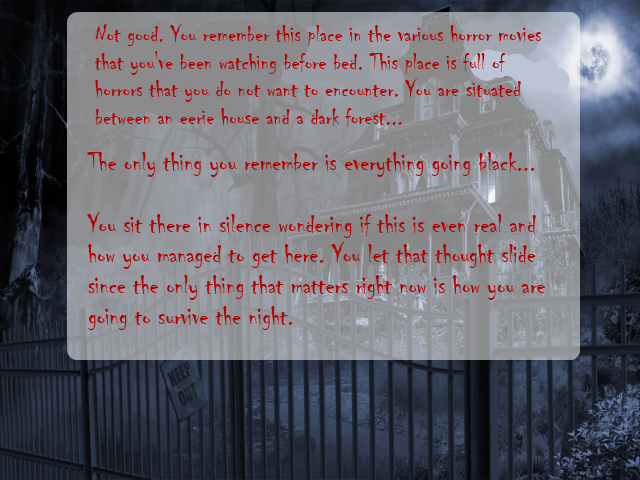 Not good. You remember this place in the various horror movies
that you've been watching before bed. This place is full of
horrors that you do not want to encounter. You are situated
between an eerie house and a dark forest...
The only thing you remember is everything going black...
You sit there in silence wondering if this is even real and
how you managed to get here. You let that thought slide
since the only thing that matters right now is how you are
going to survive the night.
KEEP
OUT